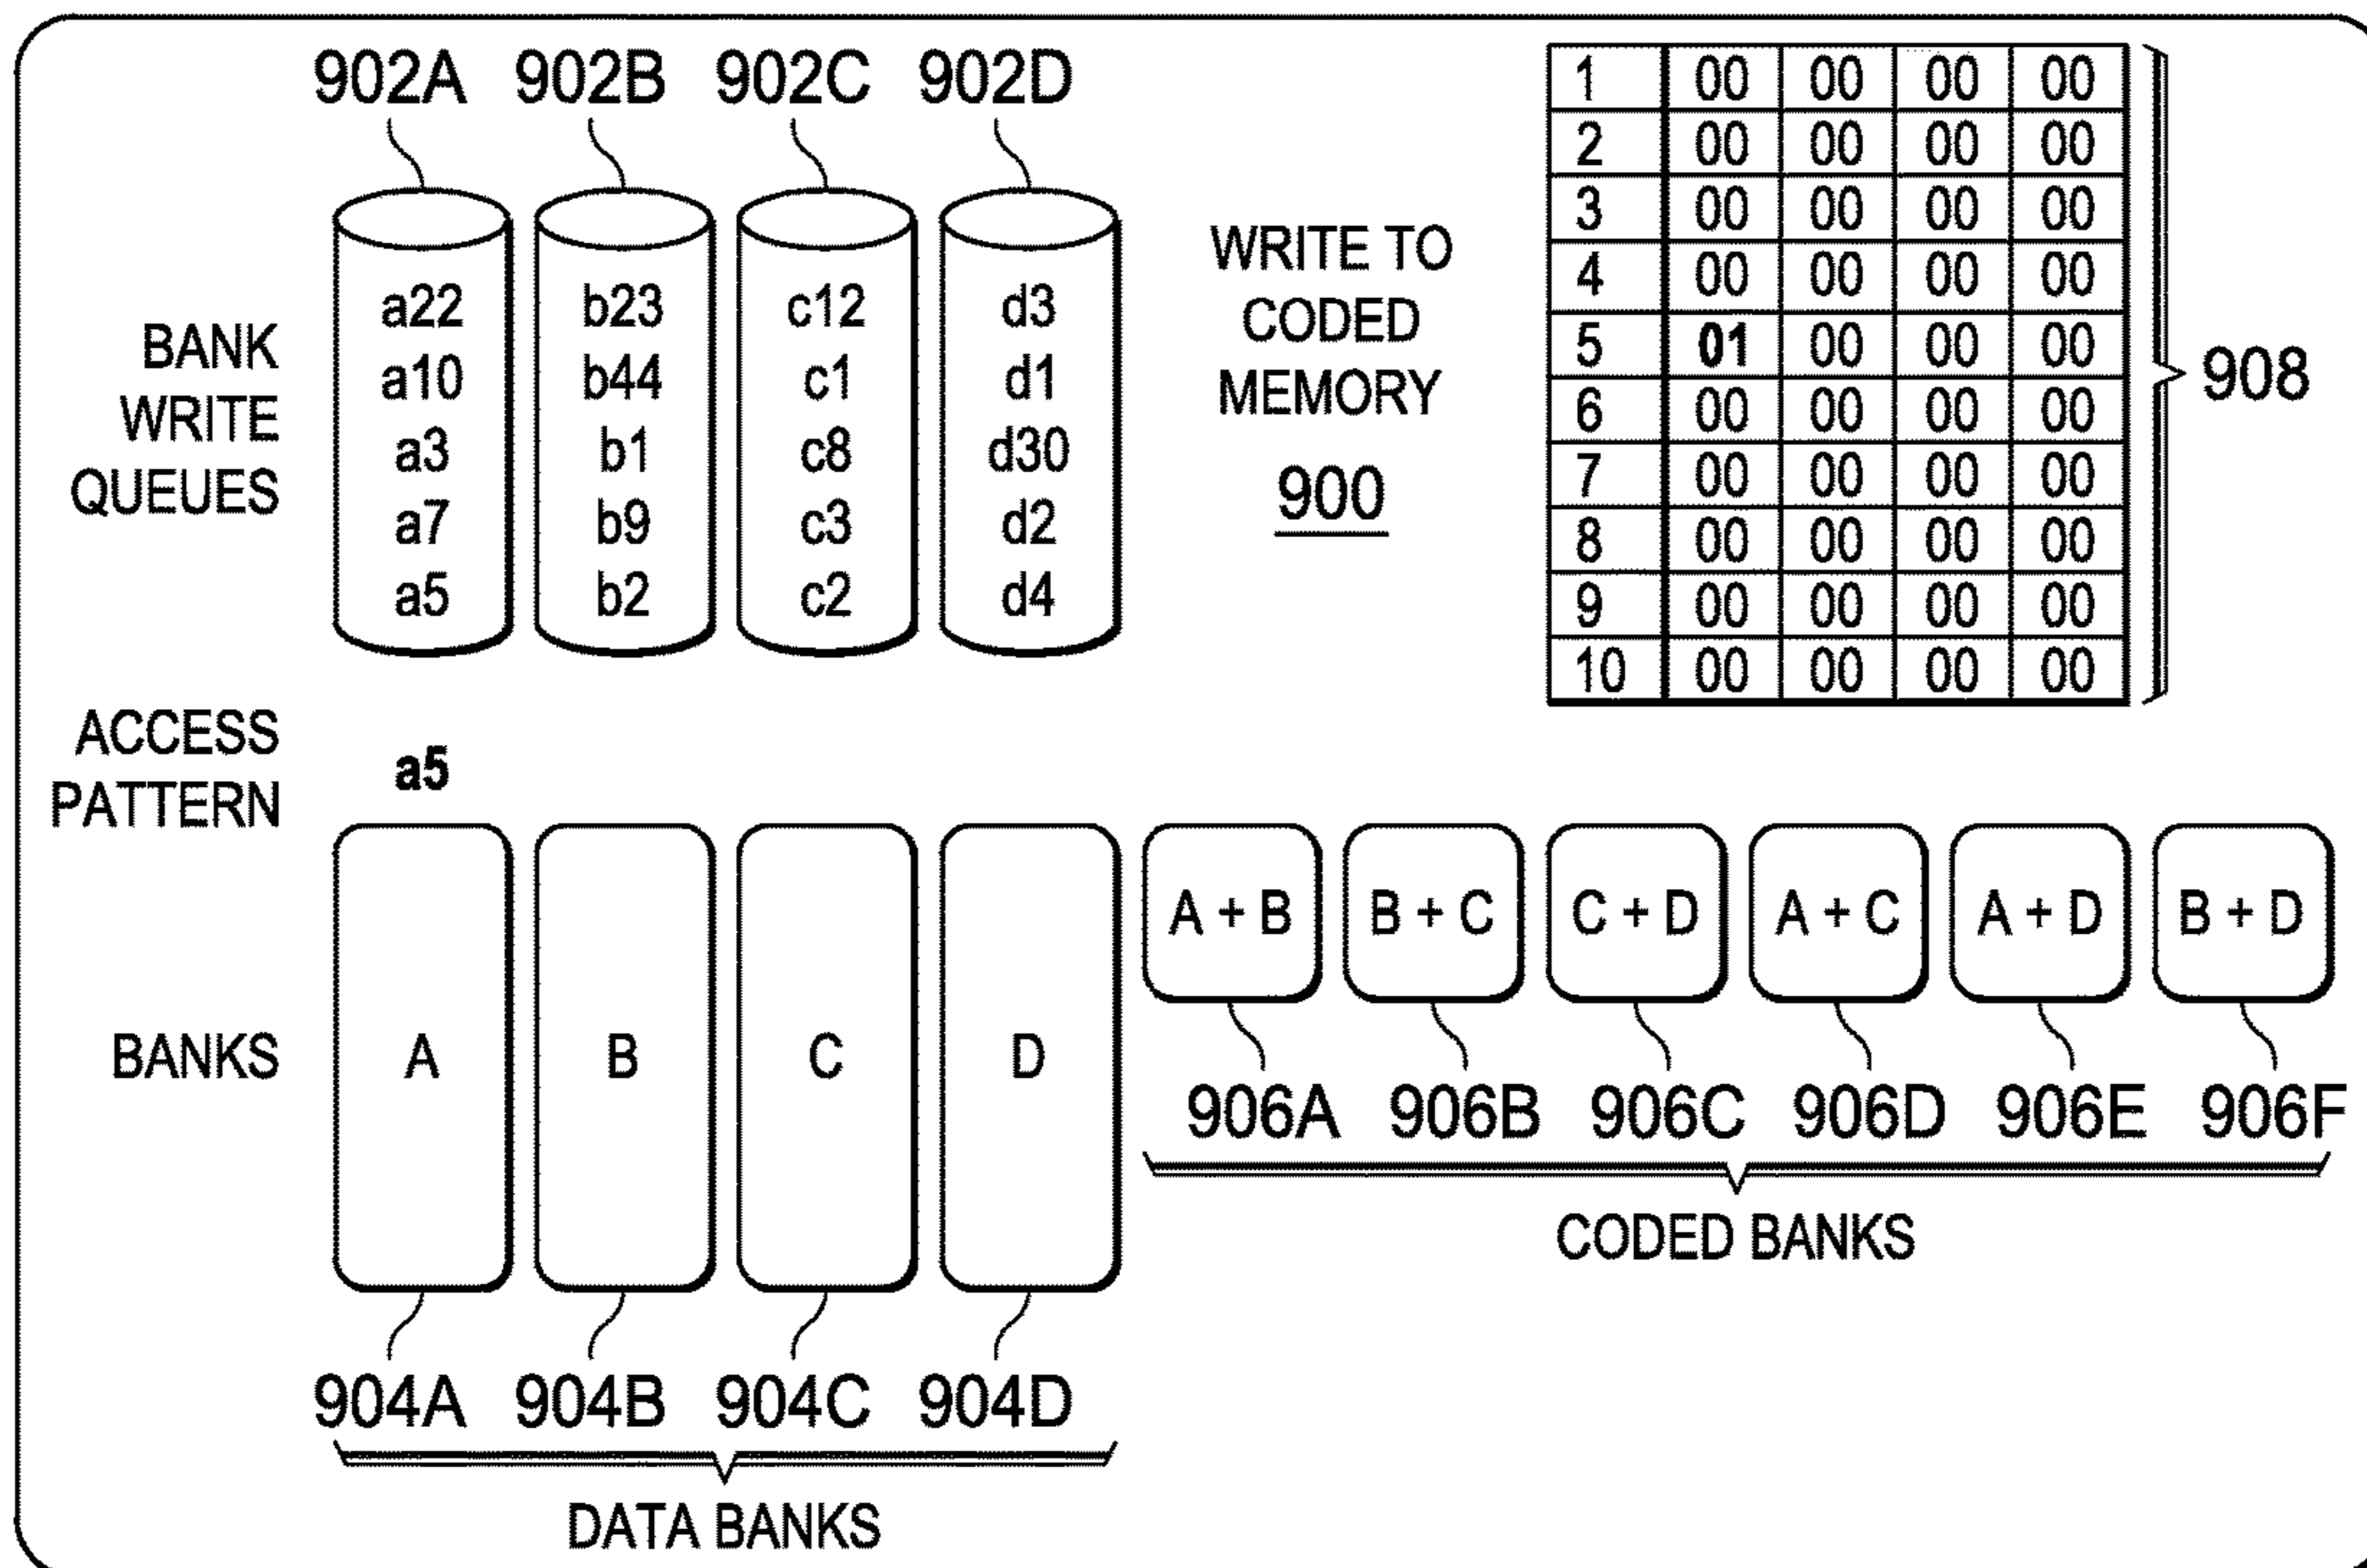 902A 902B 902C 902D
BANK
WRITE
QUEUES
a22 b23 c12 d3
a10 b44 c1 d1
a3 b1 c8 d30
a7 b9 c3 d2
a5 b2 c2 d4
WRITE TO
CODED
MEMORY
900
1 00 00 00 00
2 00 00 00 00
3 00 00 00 00
4 00 00 00 00
5 01 00 00 00
6 00 00 00 00
7 00 00 00 00
8 00 00 00 00
9 00 00 00 00
10 00 00 00 00
908
ACCESS
PATTERN
a5
BANKS
A B C D
A + B B + C C + D A + C A + D B + D
906A 906B 906C 906D 906E 906F
CODED BANKS
904A 904B 904C 904D
DATA BANKS